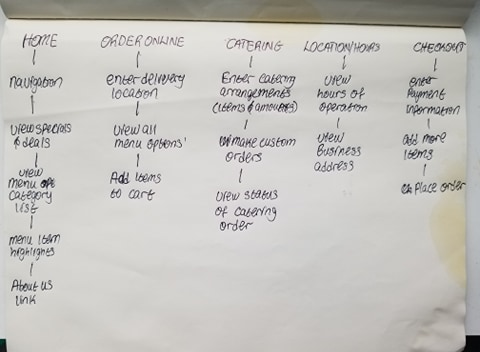 HOME
navigation
view specials
& deals
view
menu
category
list
menu item
highlights
About us
link
ORDER ONLINE
enter delivery
location
view all
menu options
Add items
to cart
CATERING
Enter catering
arrangements
(items & amounts)
make custom
orders
view status
of catering
order
LOCATION/HOURS
view
hours of
operation
view
business
address
CHECKOUT
enter
payment
information
add more
items
Place order